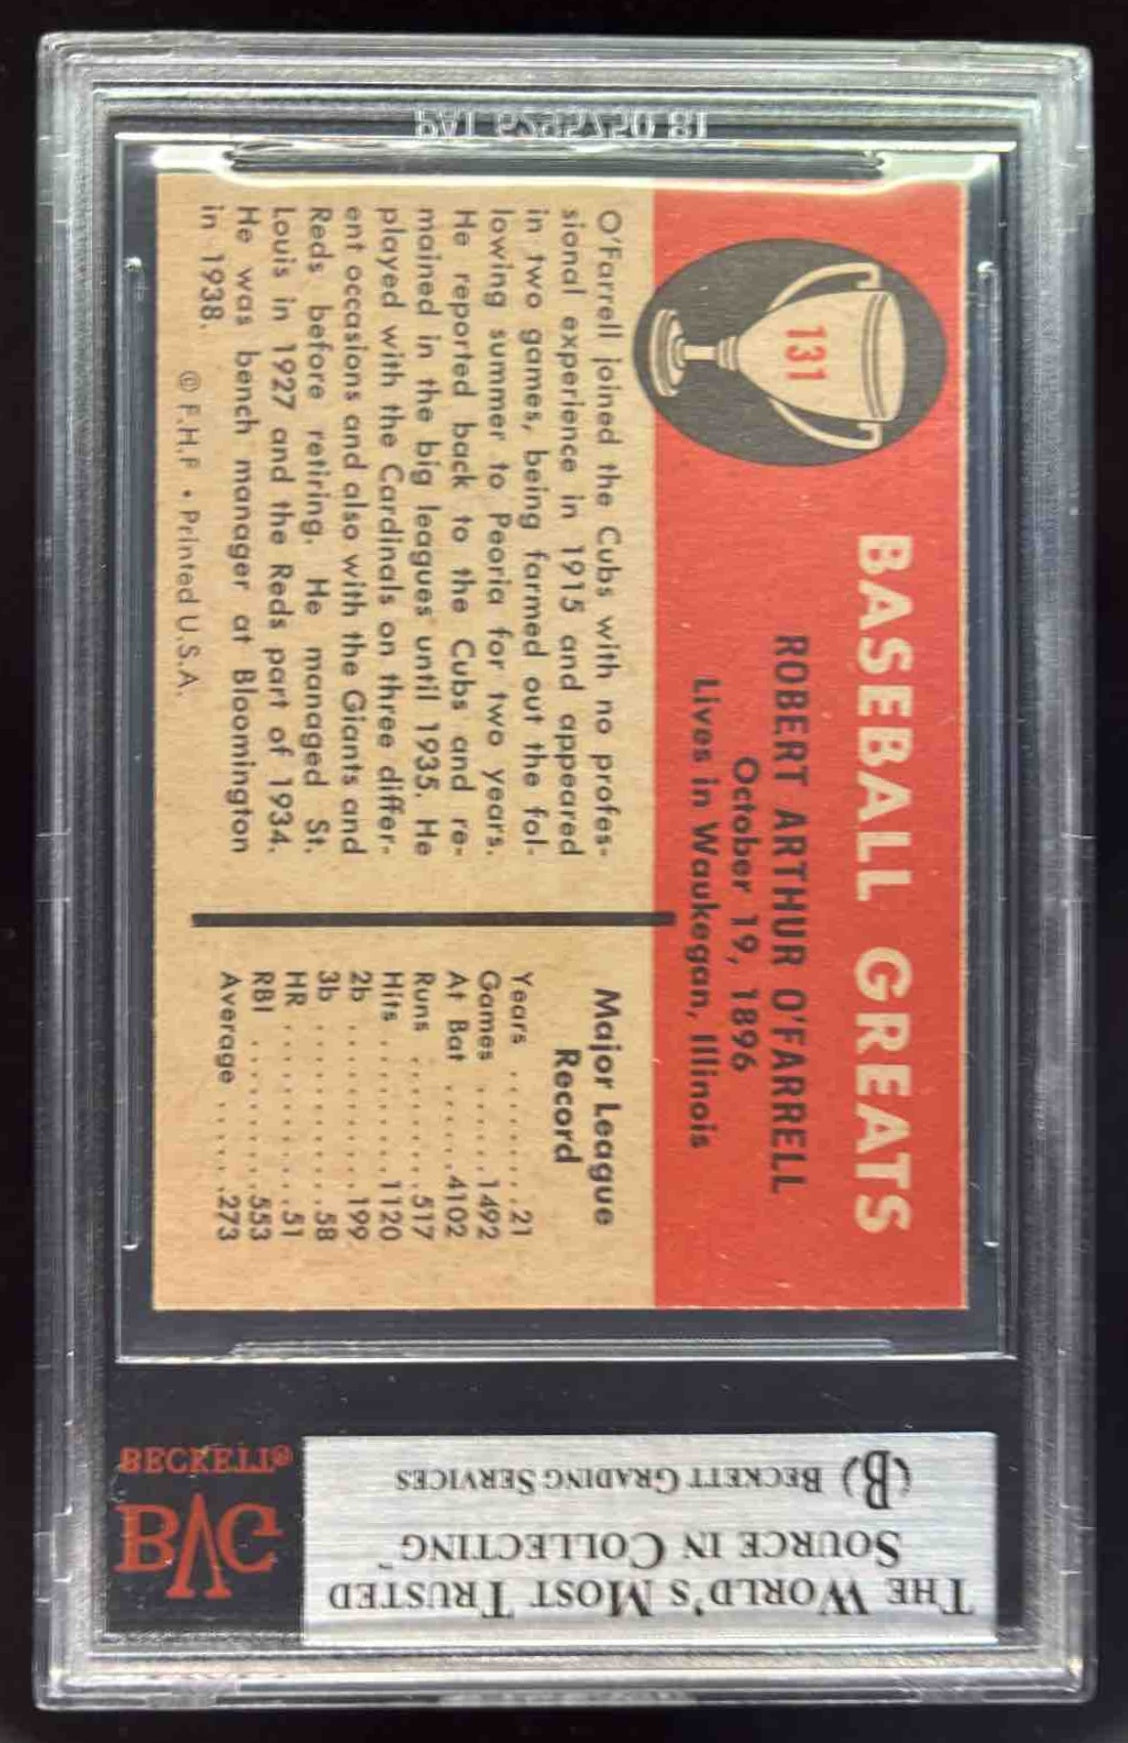 131
BASEBALL GREATS
ROBERT ARTHUR O'FARRELL
October 19, 1896
Lives in Waukegan, Illinois
O'Farrell joined the Cubs with no profes-
sional experience in 1915 and appeared
in two games, being farmed out the fol-
lowing summer to Peoria for two years.
He reported back to the Cubs and re-
mained in the big leagues until 1935. He
played with the Cardinals on three differ-
ent occasions and also with the Giants and
Reds before retiring. He managed St.
Louis in 1927 and the Reds part of 1934.
He was bench manager at Bloomington
in 1938.
© F.H.F • Printed U.S.A.
Major League
Record
Years ........21
Games ......1492
At Bat ......4102
Runs ........517
Hits ........1120
2b ..........199
3b ..........58
HR ..........51
RBI .........553
Average ......273
THE WORLD'S MOST TRUSTED
SOURCE IN COLLECTING™
B BECKETT GRADING SERVICES
BECKETT®
BVG